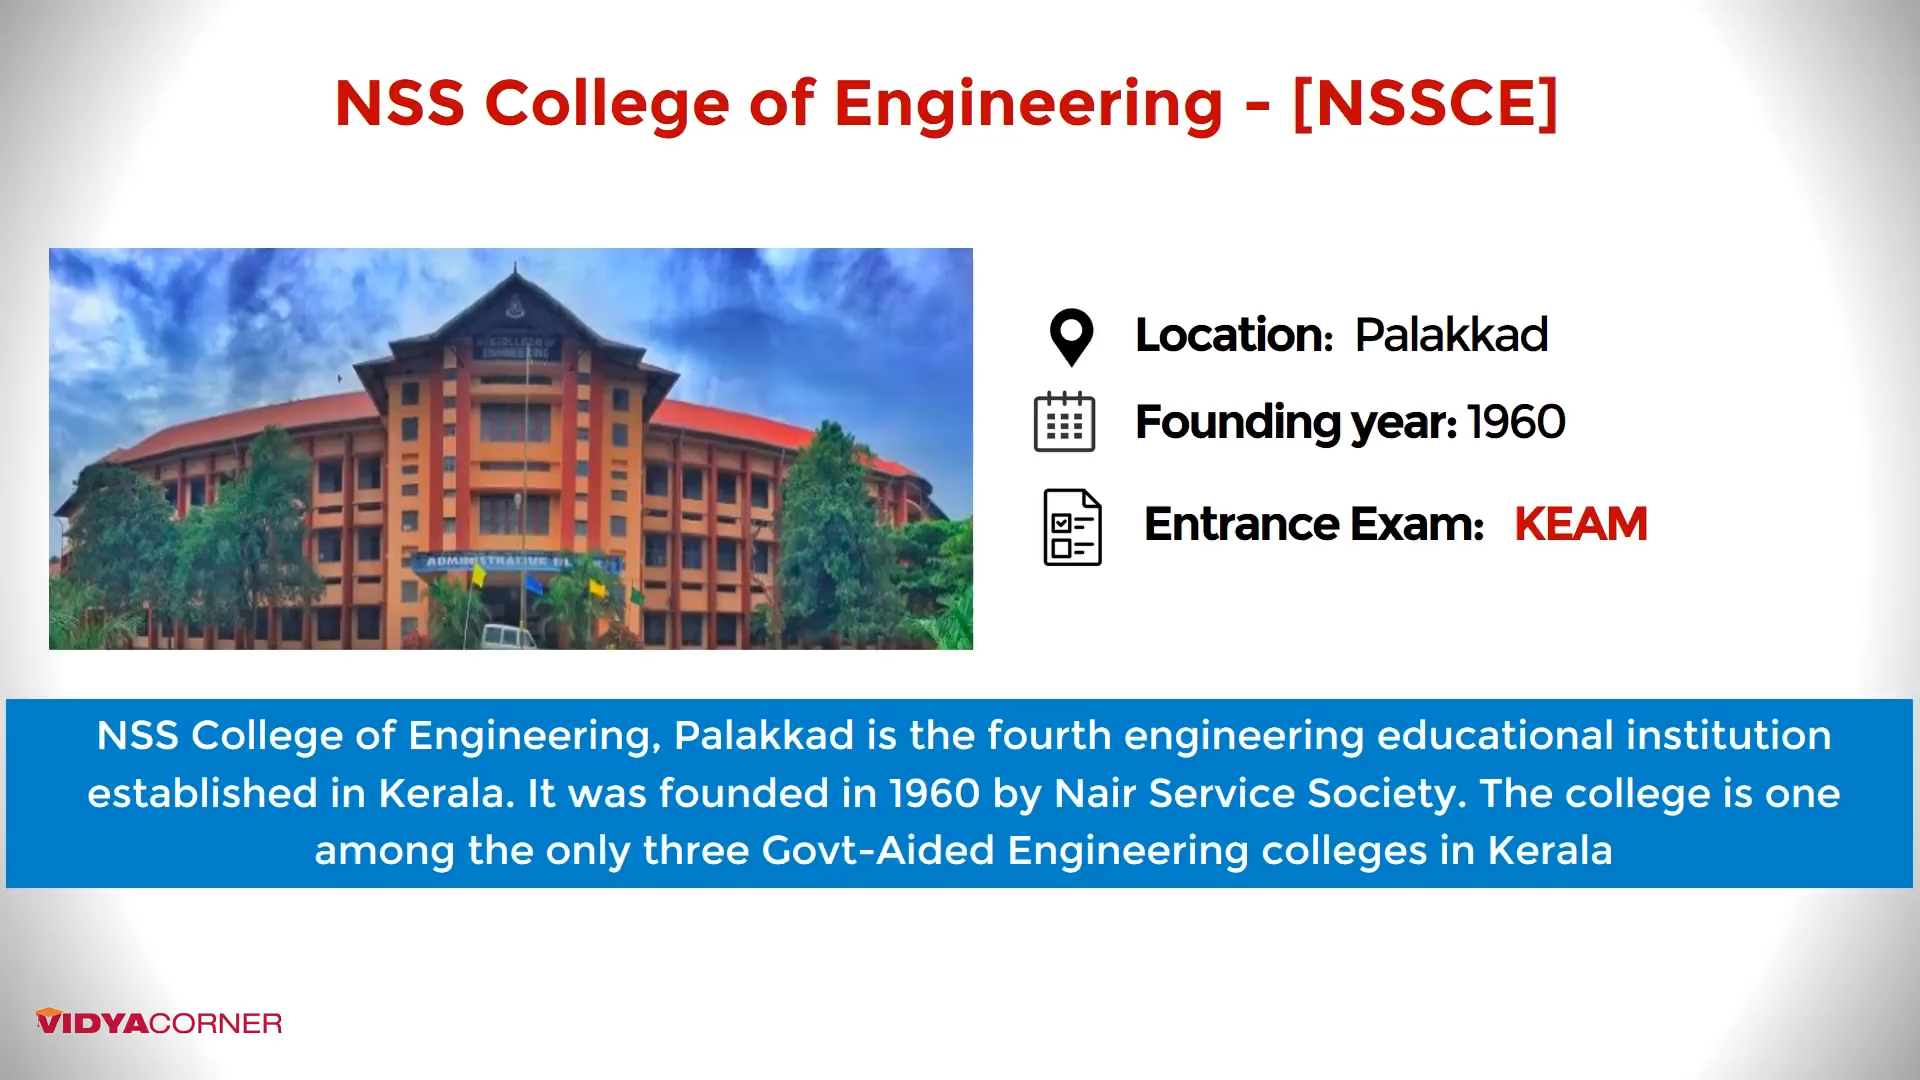 NSS College of Engineering - [NSSCE]
ENGINEERING
ADMINISTRATIVE
Location: Palakkad
Founding year: 1960
Entrance Exam: KEAM
NSS College of Engineering, Palakkad is the fourth engineering educational institution
established in Kerala. It was founded in 1960 by Nair Service Society. The college is one
among the only three Govt-Aided Engineering colleges in Kerala
VIDYACORNER